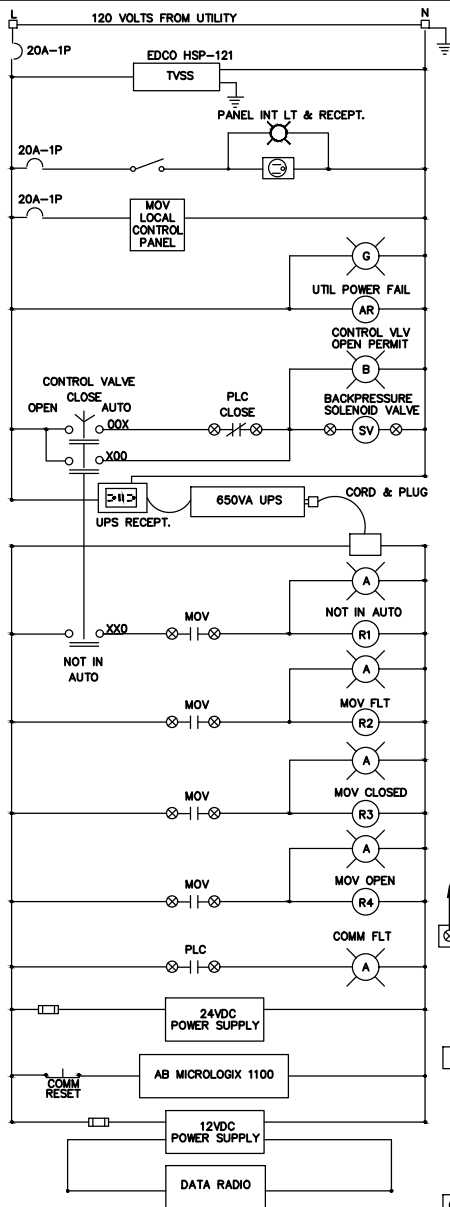 L 120 VOLTS FROM UTILITY N
20A-1P
EDCO HSP-121
TVSS
PANEL INT LT & RECEPT.
20A-1P
20A-1P
MOV
LOCAL
CONTROL
PANEL
G
UTIL POWER FAIL
AR
CONTROL VLV
OPEN PERMIT
B
CONTROL VALVE
CLOSE
OPEN AUTO
OOX
PLC
CLOSE
BACKPRESSURE
SOLENOID VALVE
SV
XOO
UPS RECEPT.
650VA UPS
CORD & PLUG
A
NOT IN AUTO
XXO
MOV
R1
NOT IN
AUTO
A
MOV FLT
MOV
R2
A
MOV CLOSED
MOV
R3
A
MOV OPEN
MOV
R4
COMM FLT
PLC
A
24VDC
POWER SUPPLY
COMM
RESET
AB MICROLOGIX 1100
12VDC
POWER SUPPLY
DATA RADIO